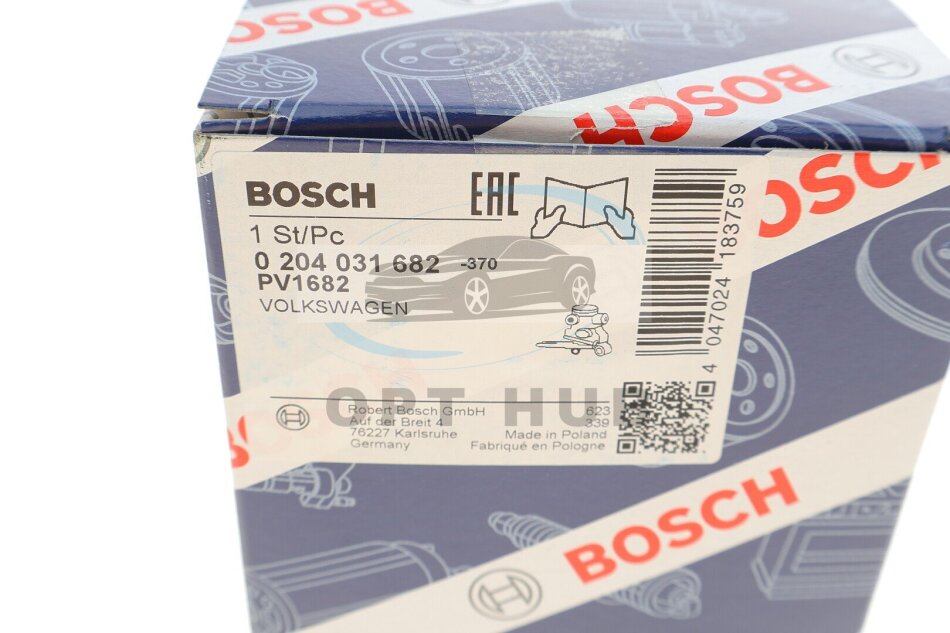 BOSCH
BOSCH
BOSCH
BOSCH EAC
1 St/Pc
0 204 031 682 -370
PV1682
VOLKSWAGEN
4 047024 183759
OPT HUB
Robert Bosch GmbH
Auf der Breit 4
76227 Karlsruhe
Germany
623
339
Made in Poland
Fabriqué en Pologne
BOSCH